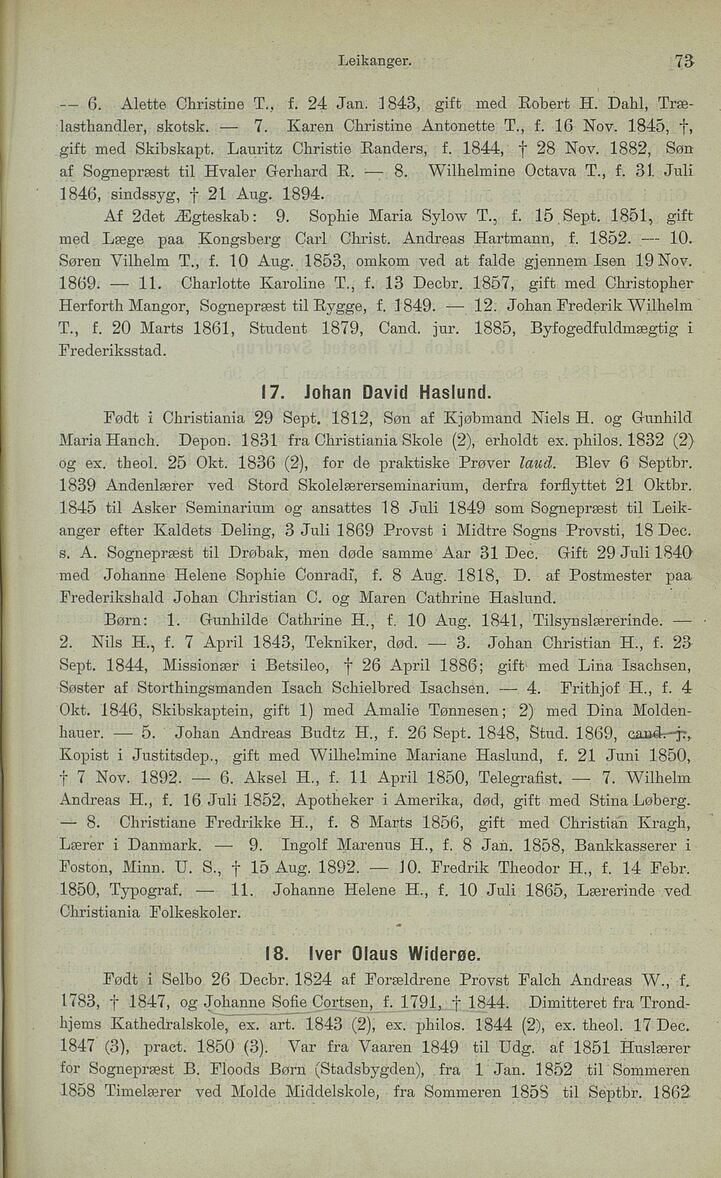 Leikanger. 73
— 6. Alette Christine T., f. 24 Jan. 1843, gift med Robert H. Dahl, Træ-
lasthandler, skotsk. — 7. Karen Christine Antonette T., f. 16 Nov. 1845, †,
gift med Skibskapt. Lauritz Christie Randers, f. 1844, † 28 Nov. 1882, Søn
af Sognepræst til Hvaler Gerhard R. — 8. Wilhelmine Octava T., f. 31 Juli
1846, sindssyg, † 21 Aug. 1894.
Af 2det Ægteskab: 9. Sophie Maria Sylow T., f. 15 Sept. 1851, gift
med Læge paa Kongsberg Carl Christ. Andreas Hartmann, f. 1852. — 10.
Søren Vilhelm T., f. 10 Aug. 1853, omkom ved at falde gjennem Isen 19 Nov.
1869. — 11. Charlotte Karoline T., f. 13 Decbr. 1857, gift med Christopher
Herforth Mangor, Sognepræst til Rygge, f. 1849. — 12. Johan Frederik Wilhelm
T., f. 20 Marts 1861, Student 1879, Cand. jur. 1885, Byfogedfuldmægtig i
Frederiksstad.
17. Johan David Haslund.
Født i Christiania 29 Sept. 1812, Søn af Kjøbmand Niels H. og Gunhild
Maria Hanch. Depon. 1831 fra Christiania Skole (2), erholdt ex. philos. 1832 (2)
og ex. theol. 25 Okt. 1836 (2), for de praktiske Prøver laud. Blev 6 Septbr.
1839 Andenlærer ved Stord Skolelærerseminarium, derfra forflyttet 21 Oktbr.
1845 til Asker Seminarium og ansattes 18 Juli 1849 som Sognepræst til Leik-
anger efter Kaldets Deling, 3 Juli 1869 Provst i Midtre Sogns Provsti, 18 Dec.
s. A. Sognepræst til Drøbak, men døde samme Aar 31 Dec. Gift 29 Juli 1840
med Johanne Helene Sophie Conradi, f. 8 Aug. 1818, D. af Postmester paa
Frederikshald Johan Christian C. og Maren Cathrine Haslund.
Børn: 1. Gunhilde Cathrine H., f. 10 Aug. 1841, Tilsynslærerinde. —
2. Nils H., f. 7 April 1843, Tekniker, død. — 3. Johan Christian H., f. 23
Sept. 1844, Missionær i Betsileo, † 26 April 1886; gift med Lina Isachsen,
Søster af Storthingsmanden Isach Schielbred Isachsen. — 4. Frithjof H., f. 4
Okt. 1846, Skibskaptein, gift 1) med Amalie Tønnesen; 2) med Dina Molden-
hauer. — 5. Johan Andreas Budtz H., f. 26 Sept. 1848, Stud. 1869, cand. j.,
Kopist i Justitsdep., gift med Wilhelmine Mariane Haslund, f. 21 Juni 1850,
† 7 Nov. 1892. — 6. Aksel H., f. 11 April 1850, Telegrafist. — 7. Wilhelm
Andreas H., f. 16 Juli 1852, Apotheker i Amerika, død, gift med Stina Løberg.
— 8. Christiane Fredrikke H., f. 8 Marts 1856, gift med Christian Kragh,
Lærer i Danmark. — 9. Ingolf Marenus H., f. 8 Jan. 1858, Bankkasserer i
Foston, Minn. U. S., † 15 Aug. 1892. — 10. Fredrik Theodor H., f. 14 Febr.
1850, Typograf. — 11. Johanne Helene H., f. 10 Juli 1865, Lærerinde ved
Christiania Folkeskoler.
18. Iver Olaus Widerøe.
Født i Selbo 26 Decbr. 1824 af Forældrene Provst Falch Andreas W., f.
1783, † 1847, og Johanne Sofie Cortsen, f. 1791, † 1844. Dimitteret fra Trond-
hjems Kathedralskole, ex. art. 1843 (2), ex. philos. 1844 (2), ex. theol. 17 Dec.
1847 (3), pract. 1850 (3). Var fra Vaaren 1849 til Udg. af 1851 Huslærer
for Sognepræst B. Floods Børn (Stadsbygden), fra 1 Jan. 1852 til Sommeren
1858 Timelærer ved Molde Middelskole, fra Sommeren 1858 til Septbr. 1862